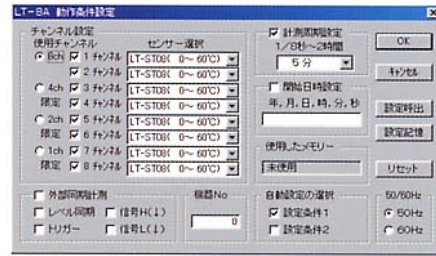 LT-8A 動作条件設定
チャンネル設定
使用チャンネル センサー選択
8ch 1 チャンネル LT-ST08( 0～ 60℃)
2 チャンネル LT-ST08( 0～ 60℃)
4ch 3 チャンネル LT-ST08( 0～ 60℃)
限定 4 チャンネル LT-ST08( 0～ 60℃)
2ch 5 チャンネル LT-ST08( 0～ 60℃)
限定 6 チャンネル LT-ST08( 0～ 60℃)
1ch 7 チャンネル LT-ST08( 0～ 60℃)
限定 8 チャンネル LT-ST08( 0～ 60℃)
計測周期設定
1/8秒～2時間
5 分
開始日時設定
年,月,日,時,分,秒
使用したメモリー
未使用
OK
キャンセル
設定呼出
設定記憶
リセット
外部同期計測
レベル同期 信号H(↓)
トリガー 信号L(↓)
機器No
0
自動設定の選択
設定条件1
設定条件2
50/60Hz
50Hz
60Hz